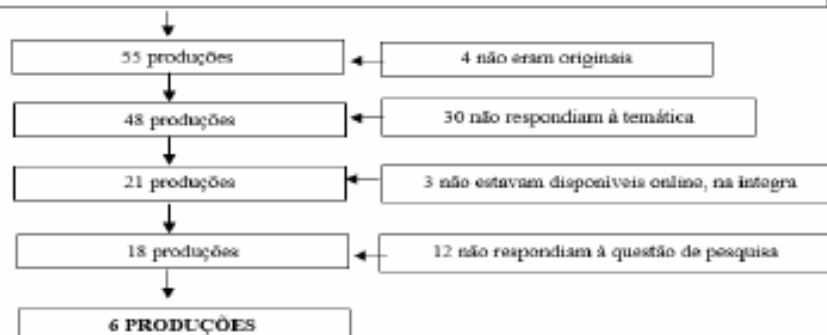 55 produções
4 não eram originais
48 produções
30 não respondiam à temática
21 produções
3 não estavam disponíveis online, na íntegra
18 produções
12 não respondiam à questão de pesquisa
6 PRODUÇÕES